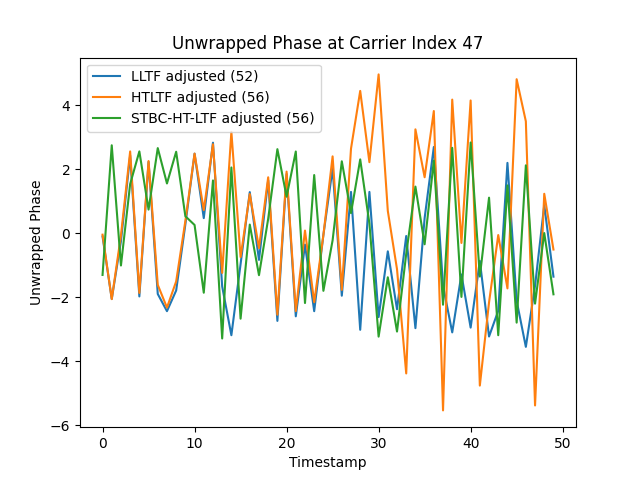 Unwrapped Phase at Carrier Index 47
LLTF adjusted (52)
HTLTF adjusted (56)
STBC-HT-LTF adjusted (56)
Unwrapped Phase
4
2
0
−2
−4
−6
0
10
20
30
40
50
Timestamp